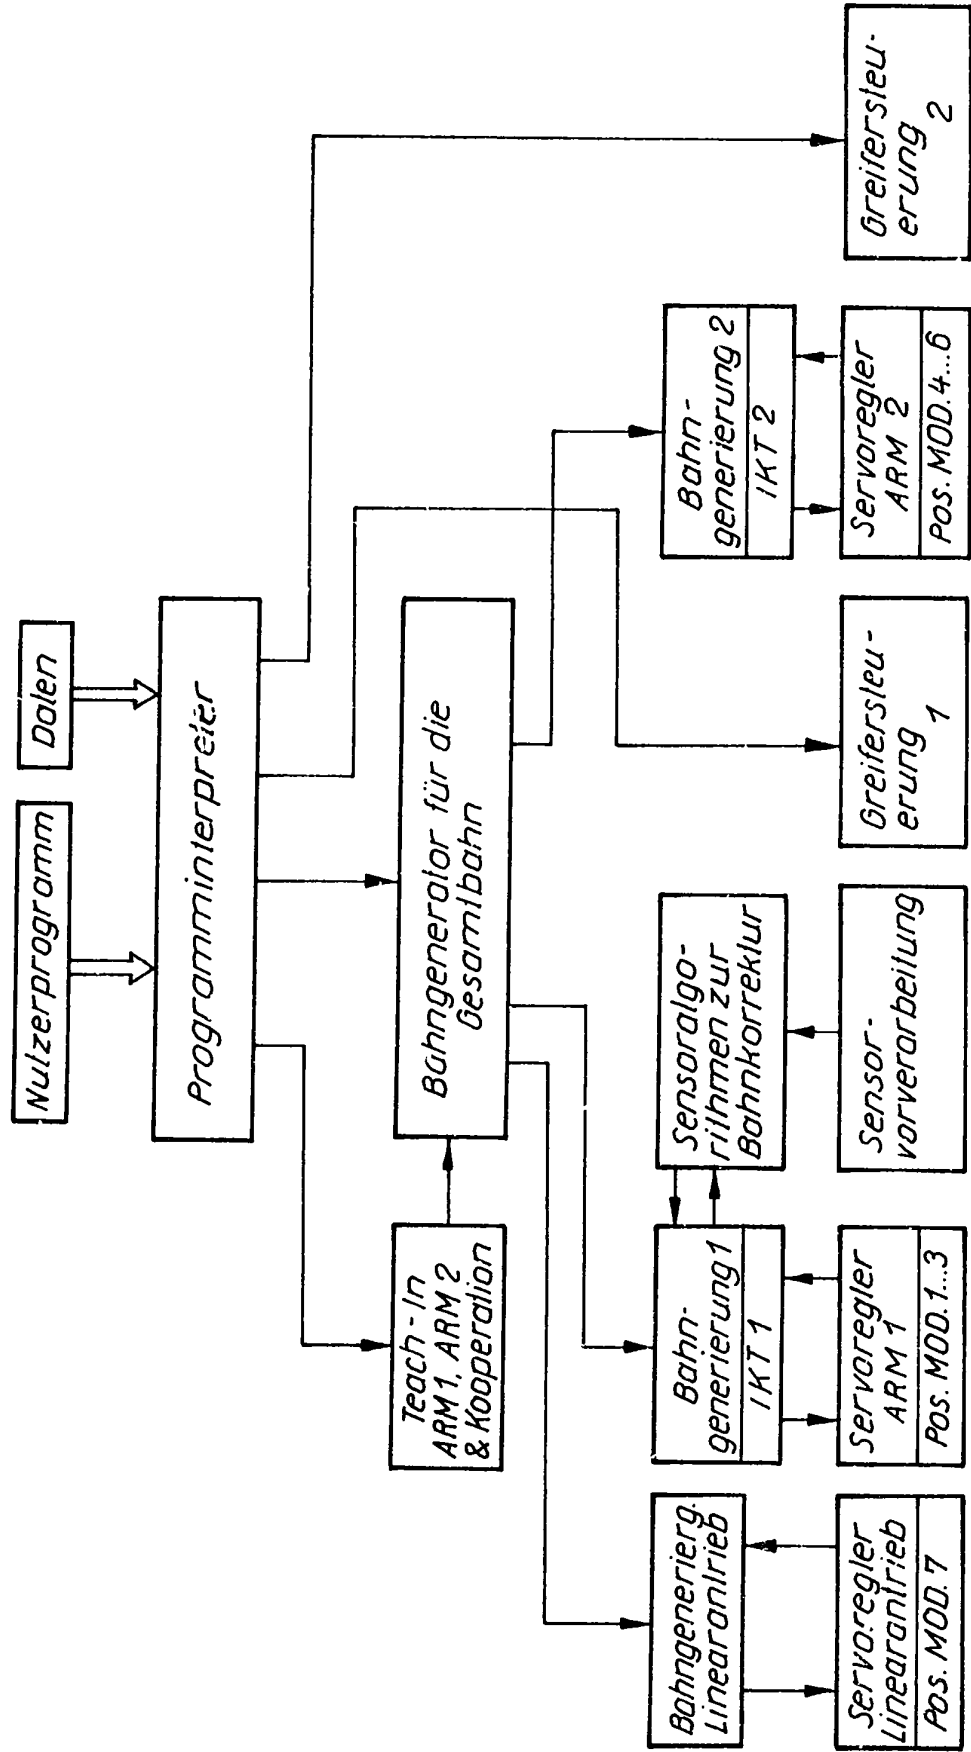 Nutzerprogramm
Daten
Programminterpreter
Teach-In
ARM 1, ARM 2
& Kooperation
Bahngenerator für die
Gesamtbahn
Bahngenerierg.
Linearantrieb
Bahn-
generierung 1
IKT 1
Sensoralgo-
rithmen zur
Bahnkorrektur
Bahn-
generierung 2
IKT 2
Servoregler
Linearantrieb
Pos. MOD. 7
Servoregler
ARM 1
Pos. MOD. 1...3
Sensor-
vorverarbeitung
Greifersteu-
erung 1
Servoregler
ARM 2
Pos. MOD. 4...6
Greifersteu-
erung 2